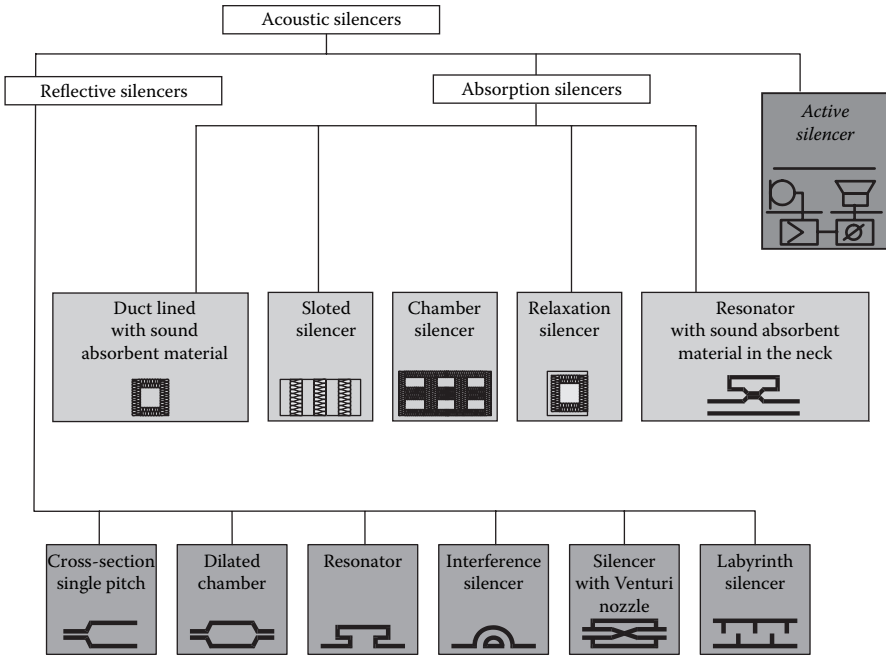 Acoustic silencers
Reflective silencers
Absorption silencers
Active
silencer
Duct lined
with sound
absorbent material
Sloted
silencer
Chamber
silencer
Relaxation
silencer
Resonator
with sound absorbent
material in the neck
Cross-section
single pitch
Dilated
chamber
Resonator
Interference
silencer
Silencer
with Venturi
nozzle
Labyrinth
silencer